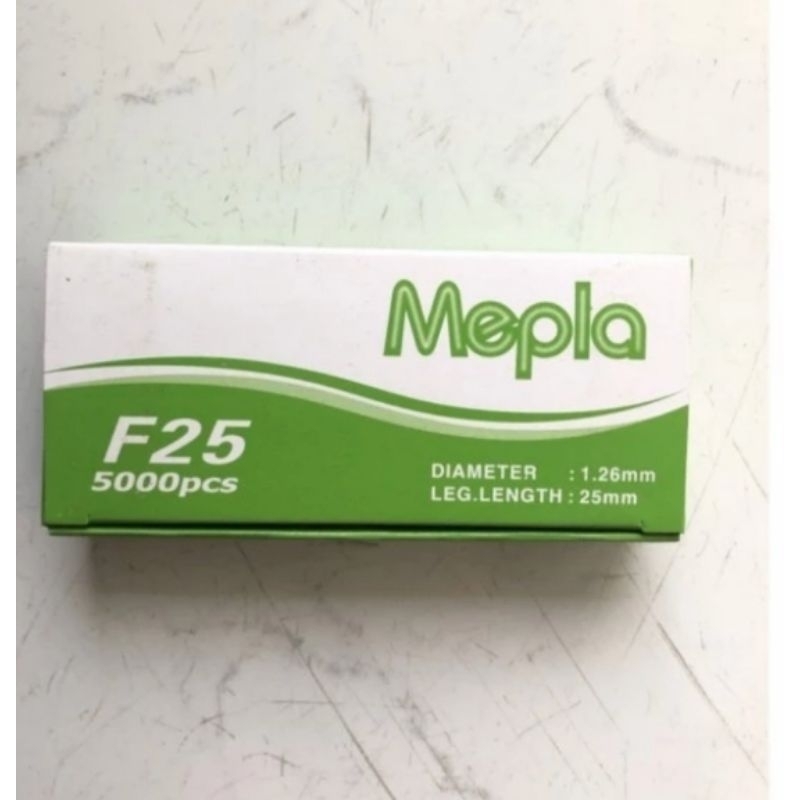 Mepla
F25
5000pcs
DIAMETER : 1.26mm
LEG.LENGTH : 25mm